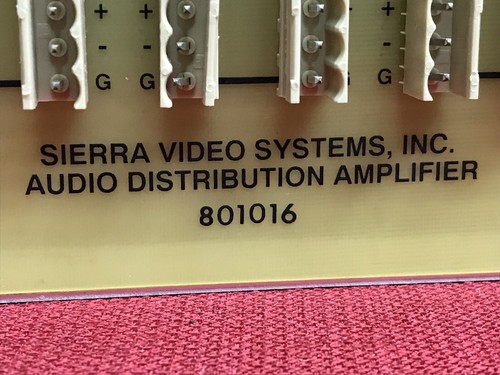 + + + +
- - - -
G G G G
SIERRA VIDEO SYSTEMS, INC.
AUDIO DISTRIBUTION AMPLIFIER
801016